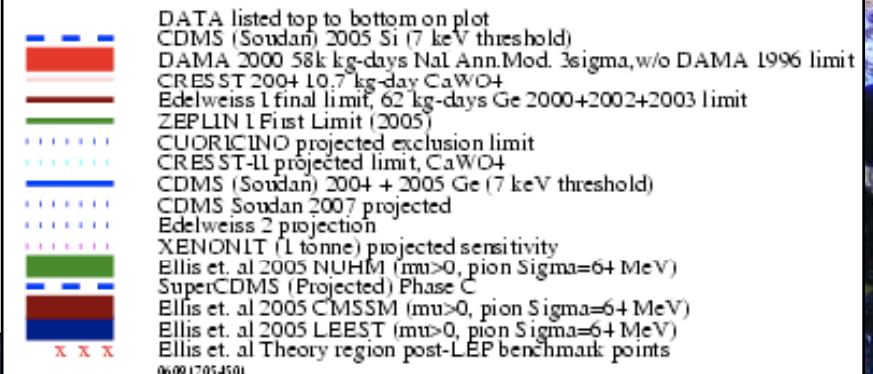 DATA listed top to bottom on plot
CDMS (Soudan) 2005 Si (7 keV threshold)
DAMA 2000 58k kg-days NaI Ann.Mod. 3sigma,w/o DAMA 1996 limit
CRESST 2004 10.7 kg-day CaWO4
Edelweiss I final limit, 62 kg-days Ge 2000+2002+2003 limit
ZEPLIN I First Limit (2005)
CUORICINO projected exclusion limit
CRESST-II projected limit, CaWO4
CDMS (Soudan) 2004 + 2005 Ge (7 keV threshold)
CDMS Soudan 2007 projected
Edelweiss 2 projection
XENON1T (1 tonne) projected sensitivity
Ellis et. al 2005 NUHM (mu>0, pion Sigma=64 MeV)
SuperCDMS (Projected) Phase C
Ellis et. al 2005 CMSSM (mu>0, pion Sigma=64 MeV)
Ellis et. al 2005 LEEST (mu>0, pion Sigma=64 MeV)
x x x Ellis et. al Theory region post-LEP benchmark points
060917054501